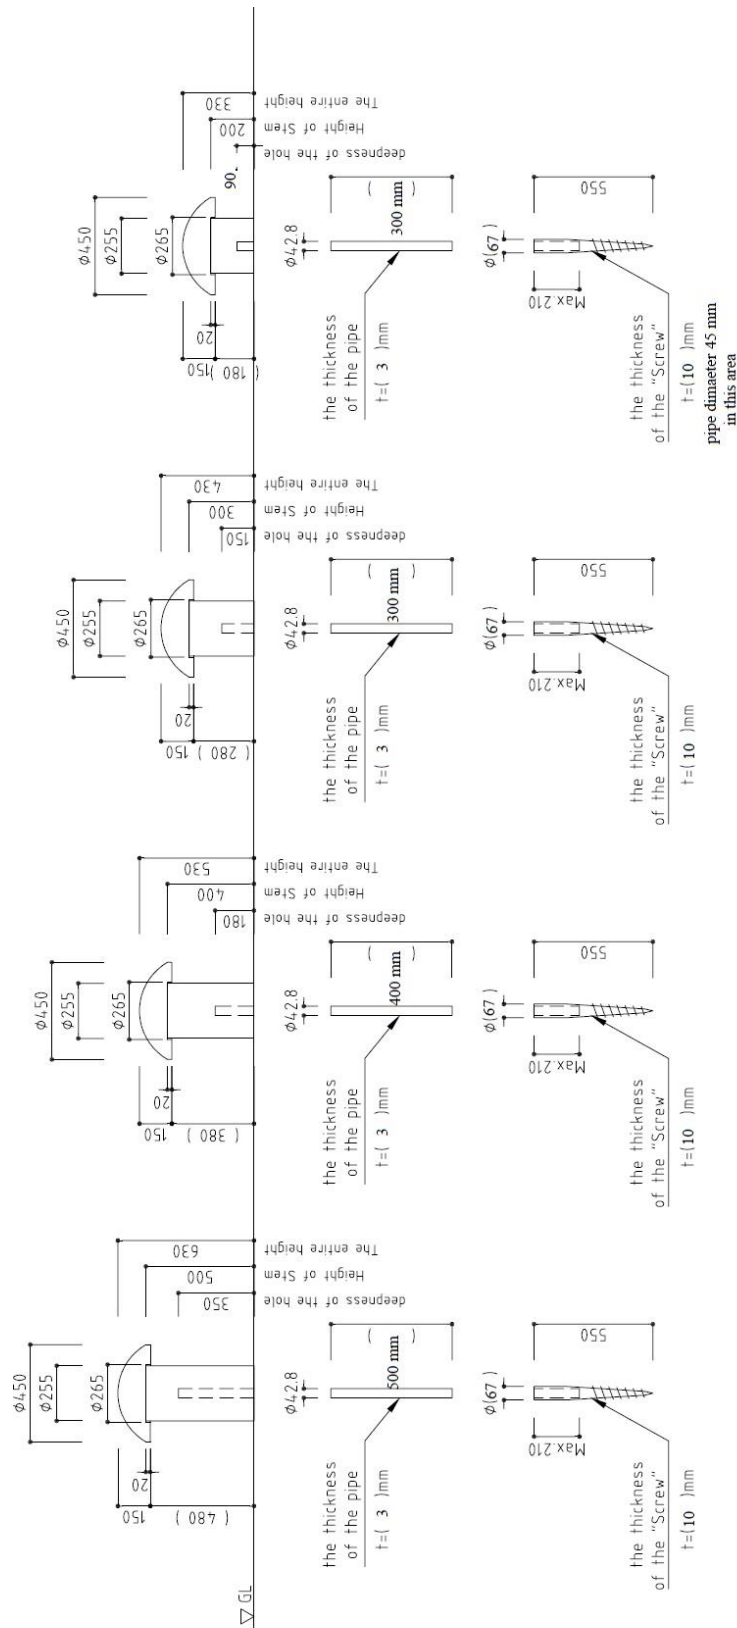 330
The entire height
200
Height of Stem
deepness of the hole
90.
Φ450
Φ255
Φ265
20
150
( 180 )
Φ42.8
300 mm
( )
the thickness
of the pipe
t=( 3 )mm
Φ(67 )
550
Max.210
the thickness
of the "Screw"
t=(10 )mm
pipe dimaeter 45 mm
in this area
430
The entire height
300
Height of Stem
150
deepness of the hole
Φ450
Φ255
Φ265
20
150
( 280 )
Φ42.8
300 mm
( )
the thickness
of the pipe
t=( 3 )mm
Φ(67 )
550
Max.210
the thickness
of the "Screw"
t=(10 )mm
530
The entire height
400
Height of Stem
180
deepness of the hole
Φ450
Φ255
Φ265
20
150
( 380 )
Φ42.8
400 mm
( )
the thickness
of the pipe
t=( 3 )mm
Φ(67 )
550
Max.210
the thickness
of the "Screw"
t=(10 )mm
630
The entire height
500
Height of Stem
350
deepness of the hole
Φ450
Φ255
Φ265
20
150
( 480 )
Φ42.8
500 mm
( )
the thickness
of the pipe
t=( 3 )mm
Φ(67 )
550
Max.210
the thickness
of the "Screw"
t=(10 )mm
GL